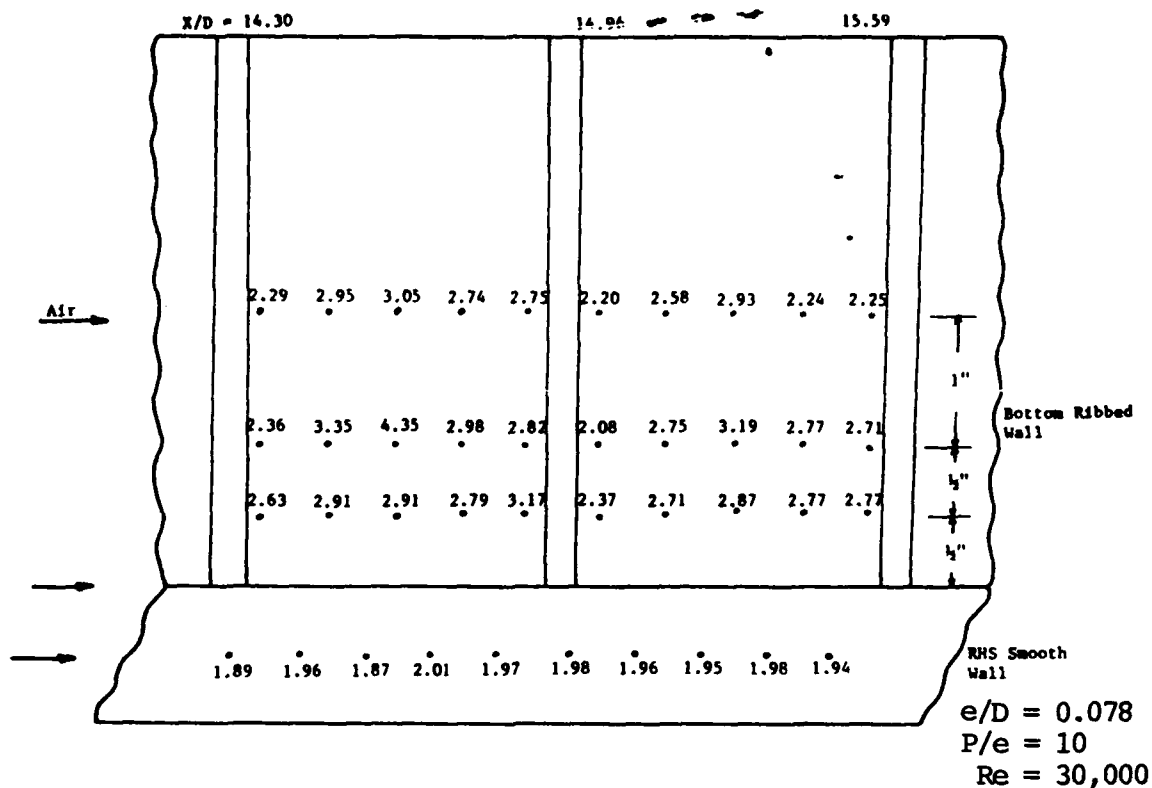 X/D = 14.30 14.96 15.59
2.29 2.95 3.05 2.74 2.75 2.20 2.58 2.93 2.24 2.25
Air
1"
2.36 3.35 4.35 2.98 2.82 2.08 2.75 3.19 2.77 2.71
Bottom Ribbed
Wall
½"
2.63 2.91 2.91 2.79 3.17 2.37 2.71 2.87 2.77 2.77
½"
1.89 1.96 1.87 2.01 1.97 1.98 1.96 1.95 1.98 1.94
RHS Smooth
Wall
e/D = 0.078
P/e = 10
Re = 30,000